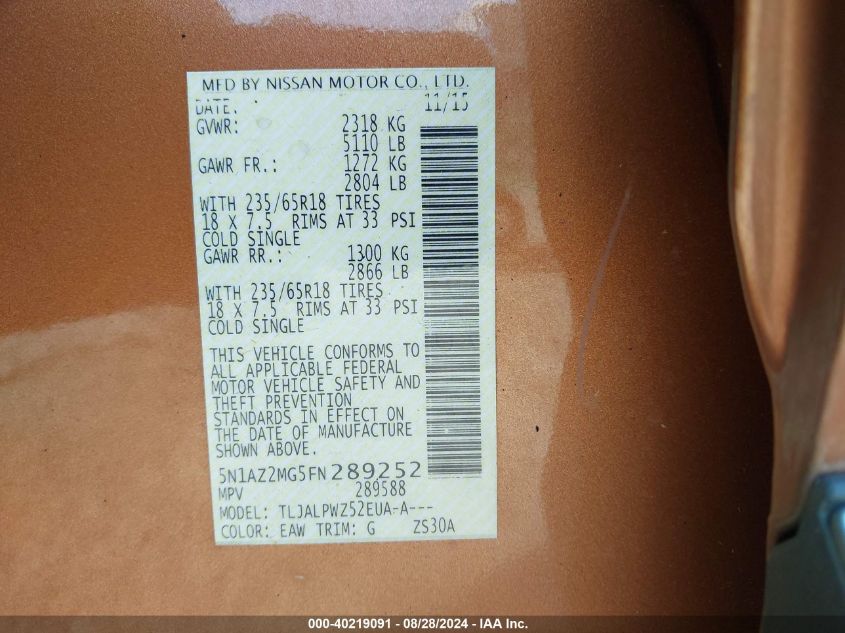 MFD BY NISSAN MOTOR CO., LTD.
DATE: 11/15
GVWR: 2318 KG
5110 LB
GAWR FR.: 1272 KG
2804 LB
WITH 235/65R18 TIRES
18 X 7.5 RIMS AT 33 PSI
COLD SINGLE
GAWR RR.: 1300 KG
2866 LB
WITH 235/65R18 TIRES
18 X 7.5 RIMS AT 33 PSI
COLD SINGLE
THIS VEHICLE CONFORMS TO
ALL APPLICABLE FEDERAL
MOTOR VEHICLE SAFETY AND
THEFT PREVENTION
STANDARDS IN EFFECT ON
THE DATE OF MANUFACTURE
SHOWN ABOVE.
5N1AZ2MG5FN289252
MPV 289588
MODEL: TLJALPWZ52EUA-A---
COLOR: EAW TRIM: G ZS30A
000-40219091 - 08/28/2024 - IAA Inc.